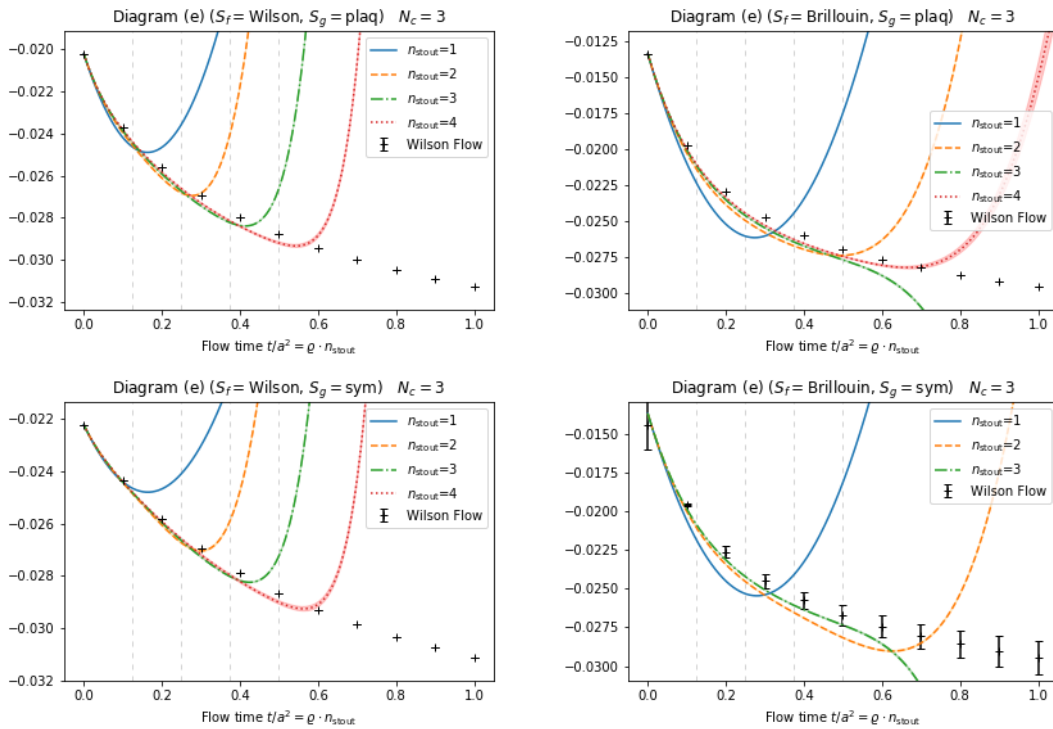 Diagram (e) (S_f = Wilson, S_g = plaq) N_c = 3
−0.020
−0.022
−0.024
−0.026
−0.028
−0.030
−0.032
n_stout=1
n_stout=2
n_stout=3
n_stout=4
Wilson Flow
0.0 0.2 0.4 0.6 0.8 1.0
Flow time t/a² = ϱ · n_stout
Diagram (e) (S_f = Brillouin, S_g = plaq) N_c = 3
−0.0125
−0.0150
−0.0175
−0.0200
−0.0225
−0.0250
−0.0275
−0.0300
n_stout=1
n_stout=2
n_stout=3
n_stout=4
Wilson Flow
0.0 0.2 0.4 0.6 0.8 1.0
Flow time t/a² = ϱ · n_stout
Diagram (e) (S_f = Wilson, S_g = sym) N_c = 3
−0.022
−0.024
−0.026
−0.028
−0.030
−0.032
n_stout=1
n_stout=2
n_stout=3
n_stout=4
Wilson Flow
0.0 0.2 0.4 0.6 0.8 1.0
Flow time t/a² = ϱ · n_stout
Diagram (e) (S_f = Brillouin, S_g = sym) N_c = 3
−0.0150
−0.0175
−0.0200
−0.0225
−0.0250
−0.0275
−0.0300
n_stout=1
n_stout=2
n_stout=3
Wilson Flow
0.0 0.2 0.4 0.6 0.8 1.0
Flow time t/a² = ϱ · n_stout